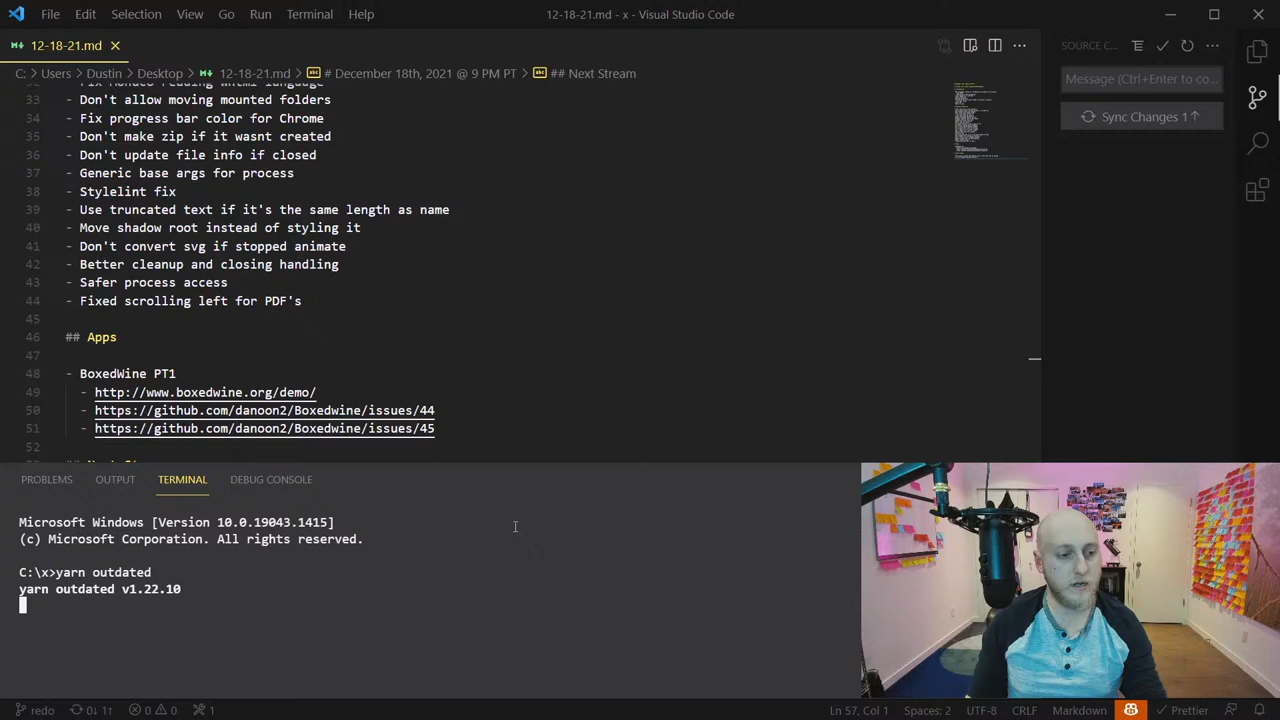 File Edit Selection View Go Run Terminal Help 12-18-21.md - x - Visual Studio Code
12-18-21.md
SOURCE C...
C: > Users > Dustin > Desktop > 12-18-21.md > # December 18th, 2021 @ 9 PM PT > ## Next Stream
Message (Ctrl+Enter to co...
Sync Changes 1↑
33 - Don't allow moving mounted folders
34 - Fix progress bar color for Chrome
35 - Don't make zip if it wasnt created
36 - Don't update file info if closed
37 - Generic base args for process
38 - Stylelint fix
39 - Use truncated text if it's the same length as name
40 - Move shadow root instead of styling it
41 - Don't convert svg if stopped animate
42 - Better cleanup and closing handling
43 - Safer process access
44 - Fixed scrolling left for PDF's
45
46 ## Apps
47
48 - BoxedWine PT1
49 - http://www.boxedwine.org/demo/
50 - https://github.com/danoon2/Boxedwine/issues/44
51 - https://github.com/danoon2/Boxedwine/issues/45
52
PROBLEMS OUTPUT TERMINAL DEBUG CONSOLE
Microsoft Windows [Version 10.0.19043.1415]
(c) Microsoft Corporation. All rights reserved.
C:\x>yarn outdated
yarn outdated v1.22.10
redo 0↓ 1↑ 0 0 1 Ln 57, Col 1 Spaces: 2 UTF-8 CRLF Markdown Prettier